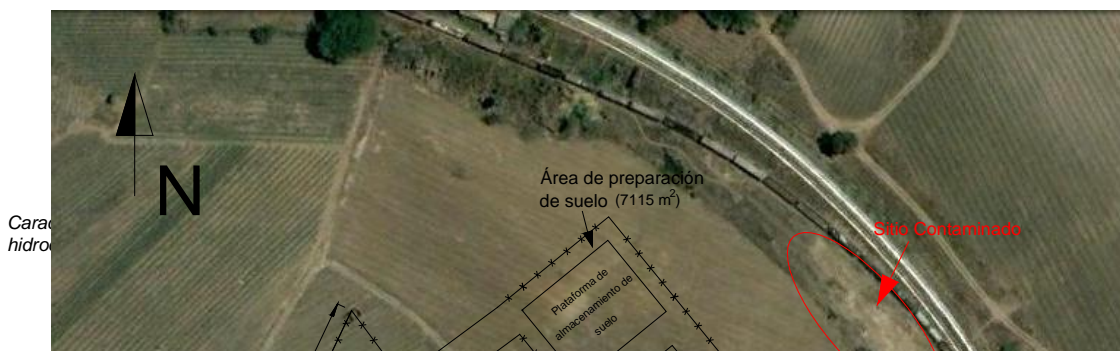 N
Área de preparación
de suelo (7115 m²)
Sitio Contaminado
Plataforma de
almacenamiento de
suelo